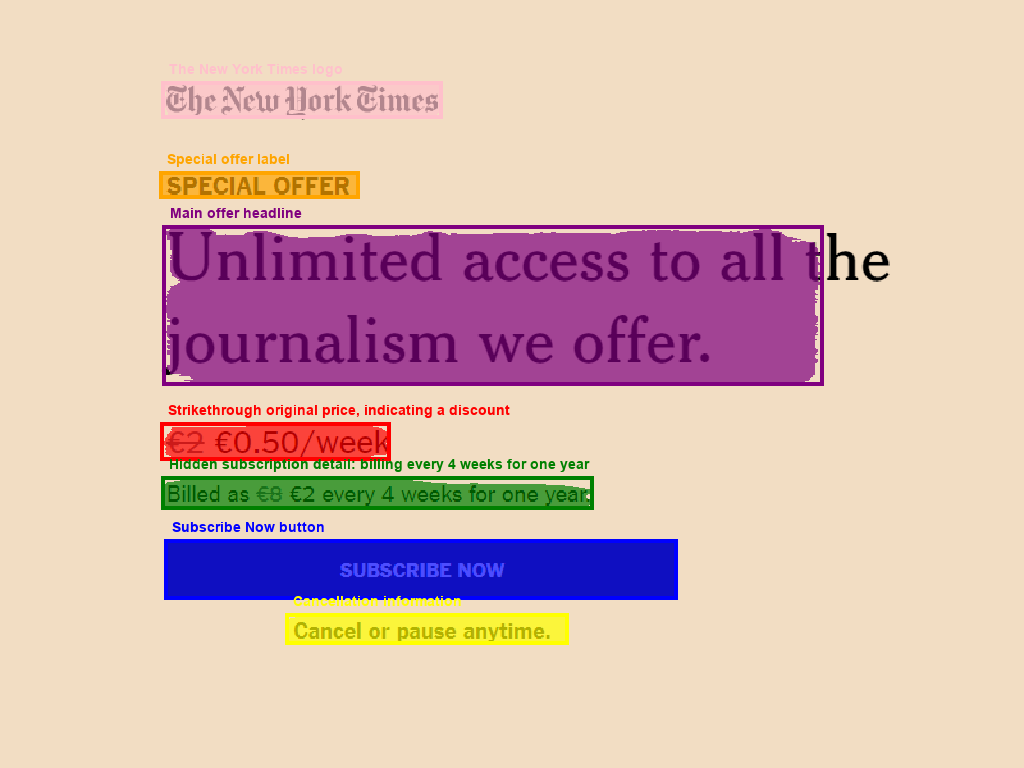 The New York Times logo
The New York Times
Special offer label
SPECIAL OFFER
Main offer headline
Unlimited access to all the
journalism we offer.
Strikethrough original price, indicating a discount
€2 €0.50/week
Hidden subscription detail: billing every 4 weeks for one year
Billed as €8 €2 every 4 weeks for one year.
Subscribe Now button
SUBSCRIBE NOW
Cancellation information
Cancel or pause anytime.